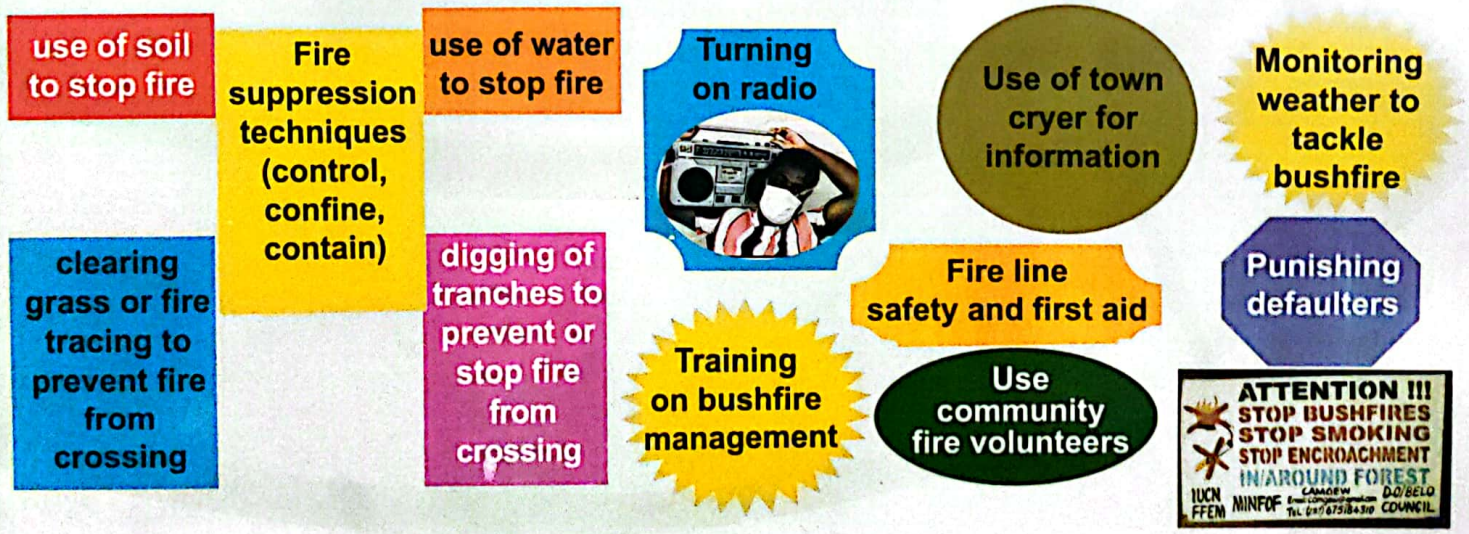 use of soil
to stop fire
Fire
suppression
techniques
(control,
confine,
contain)
use of water
to stop fire
clearing
grass or fire
tracing to
prevent fire
from
crossing
digging of
tranches to
prevent or
stop fire
from
crossing
Turning
on radio
Use of town
cryer for
information
Monitoring
weather to
tackle
bushfire
Fire line
safety and first aid
Punishing
defaulters
Training
on bushfire
management
Use
community
fire volunteers
ATTENTION !!!
STOP BUSHFIRES
STOP SMOKING
STOP ENCROACHMENT
IN/AROUND FOREST
IUCN
FFEM
MINFOF
CAMGEW
D.O/BELO
COUNCIL